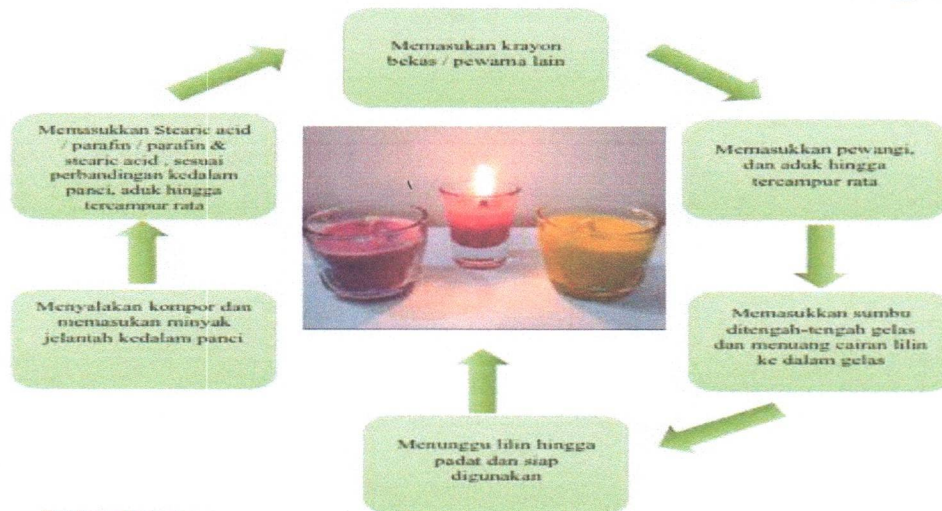 Memasukan krayon
bekas / pewarna lain
Memasukkan Stearic acid
/ parafin / parafin &
stearic acid , sesuai
perbandingan kedalam
panci, aduk hingga
tercampur rata
Memasukkan pewangi,
dan aduk hingga
tercampur rata
Menyalakan kompor dan
memasukan minyak
jelantah kedalam panci
Memasukkan sumbu
ditengah-tengah gelas
dan menuang cairan lilin
ke dalam gelas
Menunggu lilin hingga
padat dan siap
digunakan